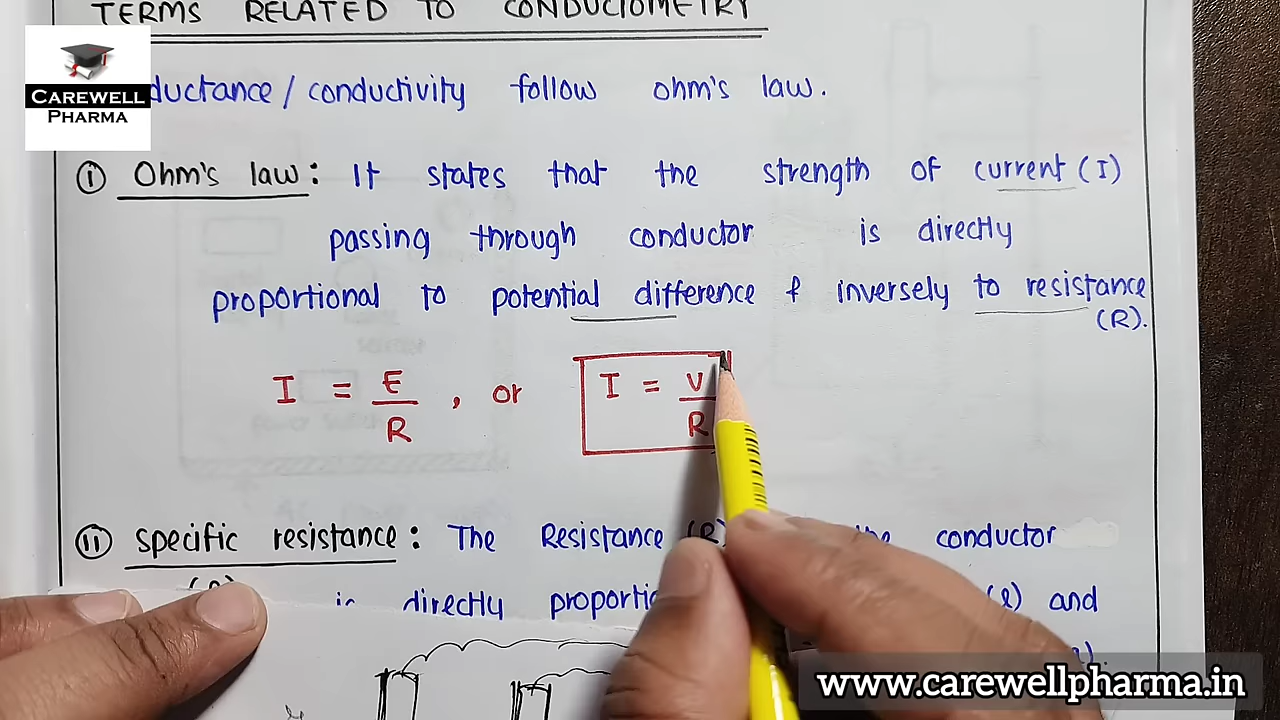 TERMS RELATED TO CONDUCTOMETRY
CAREWELL
PHARMA
ductance / conductivity follow ohm's law.
(i) Ohm's law : It states that the strength of current (I)
passing through conductor is directly
proportional to potential difference & inversely to resistance
(R).
I = E/R , or I = V/R
(ii) specific resistance : The Resistance (R) the conductor
is directly (l) and
www.carewellpharma.in